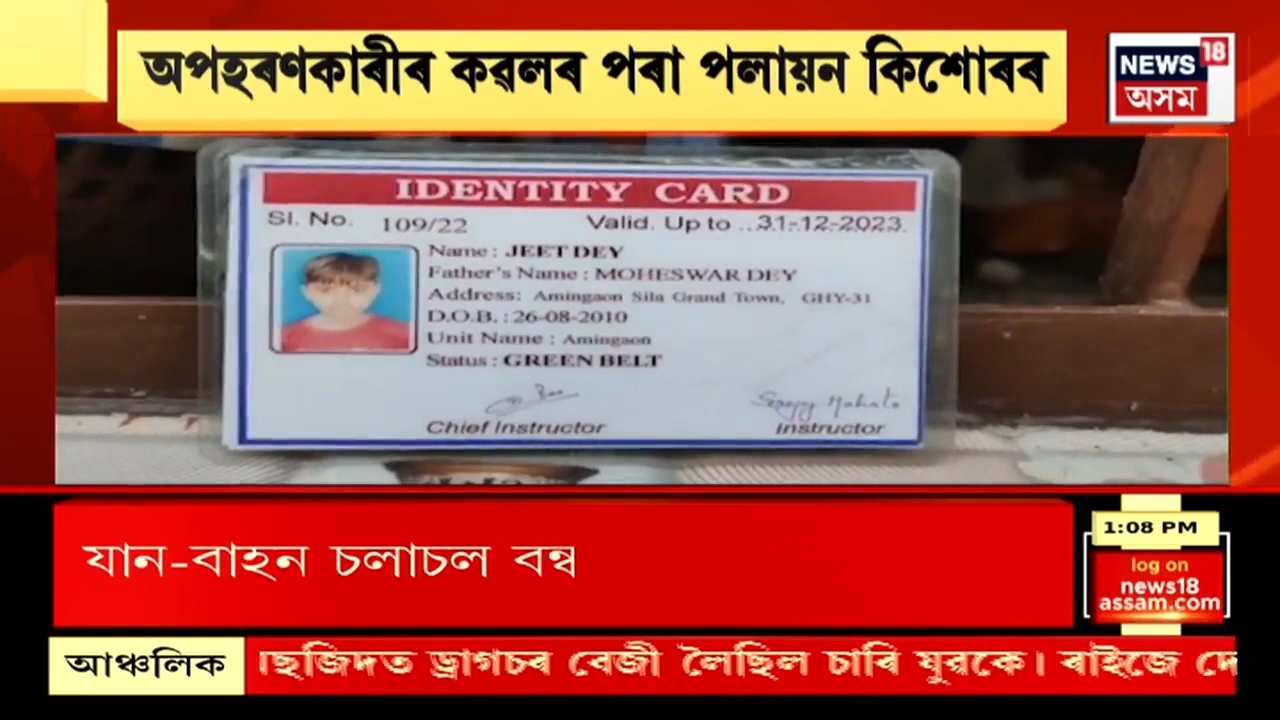 অপহৰণকাৰীৰ কৱলৰ পৰা পলায়ন কিশোৰৰ
NEWS 18
অসম
IDENTITY CARD
Sl. No. 109/22 Valid. Up to ..31-12-2023.
Name : JEET DEY
Father's Name : MOHESWAR DEY
Address: Amingaon Sila Grand Town, GHY-31
D.O.B. : 26-08-2010
Unit Name : Amingaon
Status : GREEN BELT
Chief Instructor
Instructor
যান-বাহন চলাচল বন্ধ
1:08 PM
log on
news18
assam.com
আঞ্চলিক
ড্ৰাগচৰ বেজী লৈছিল চাৰি যুৱকে। ৰাইজে